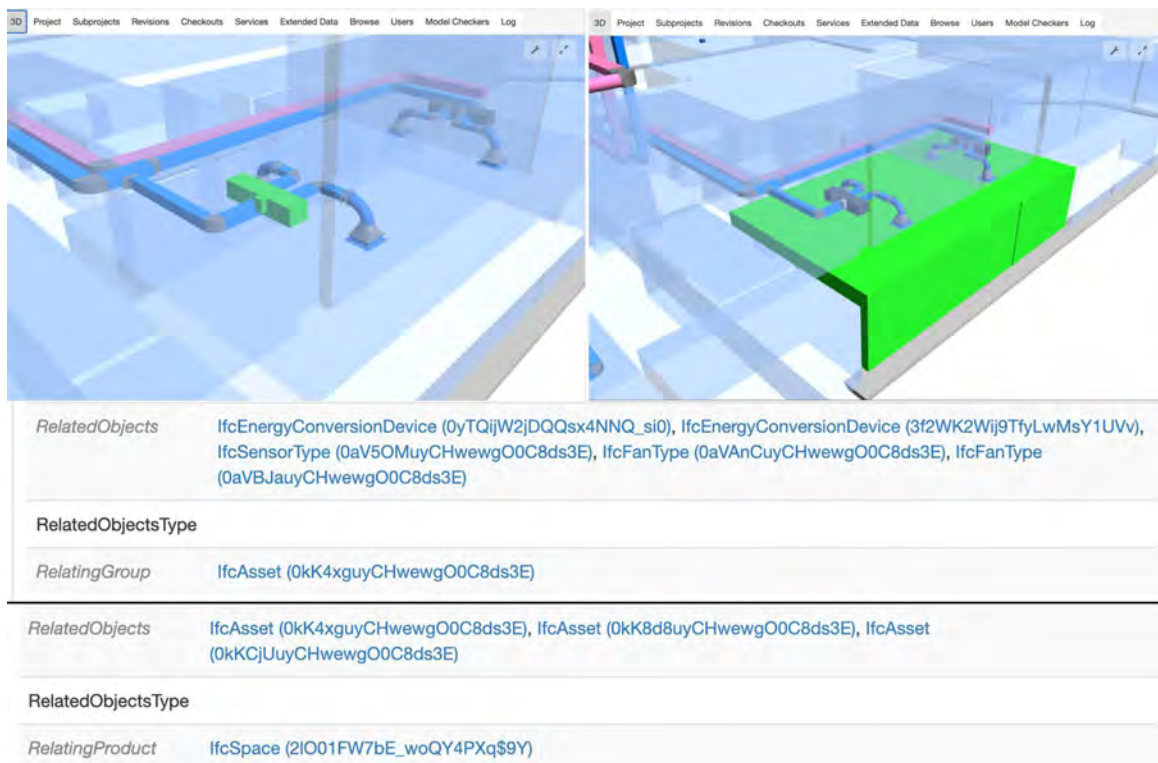 3D Project Subprojects Revisions Checkouts Services Extended Data Browse Users Model Checkers Log
3D Project Subprojects Revisions Checkouts Services Extended Data Browse Users Model Checkers Log
RelatedObjects IfcEnergyConversionDevice (0yTQijW2jDQQsx4NNQ_si0), IfcEnergyConversionDevice (3f2WK2Wij9TfyLwMsY1UVv),
IfcSensorType (0aV5OMuyCHwewgO0C8ds3E), IfcFanType (0aVAnCuyCHwewgO0C8ds3E), IfcFanType
(0aVBJauyCHwewgO0C8ds3E)
RelatedObjectsType
RelatingGroup IfcAsset (0kK4xguyCHwewgO0C8ds3E)
RelatedObjects IfcAsset (0kK4xguyCHwewgO0C8ds3E), IfcAsset (0kK8d8uyCHwewgO0C8ds3E), IfcAsset
(0kKCjUuyCHwewgO0C8ds3E)
RelatedObjectsType
RelatingProduct IfcSpace (2lO01FW7bE_woQY4PXq$9Y)